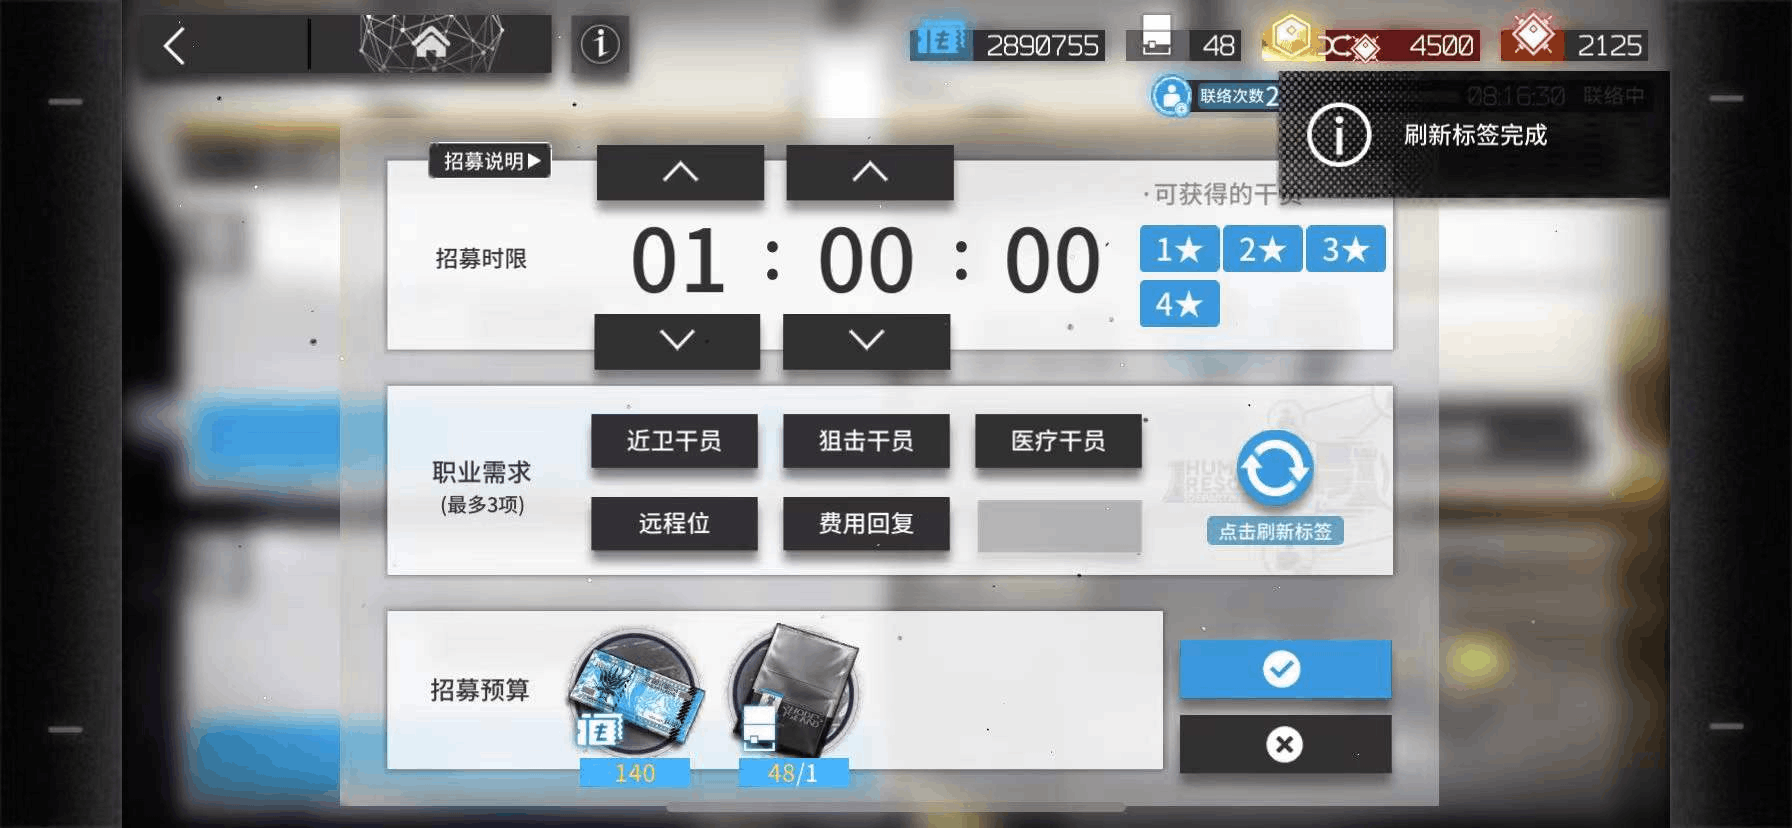 2890755
48
4500
2125
联络次数2
08:16:30 联络中
刷新标签完成
招募说明
·可获得的干员
招募时限
01 : 00 : 00
1★ 2★ 3★
4★
职业需求
(最多3项)
近卫干员 狙击干员 医疗干员
远程位 费用回复
点击刷新标签
招募预算
140
48/1